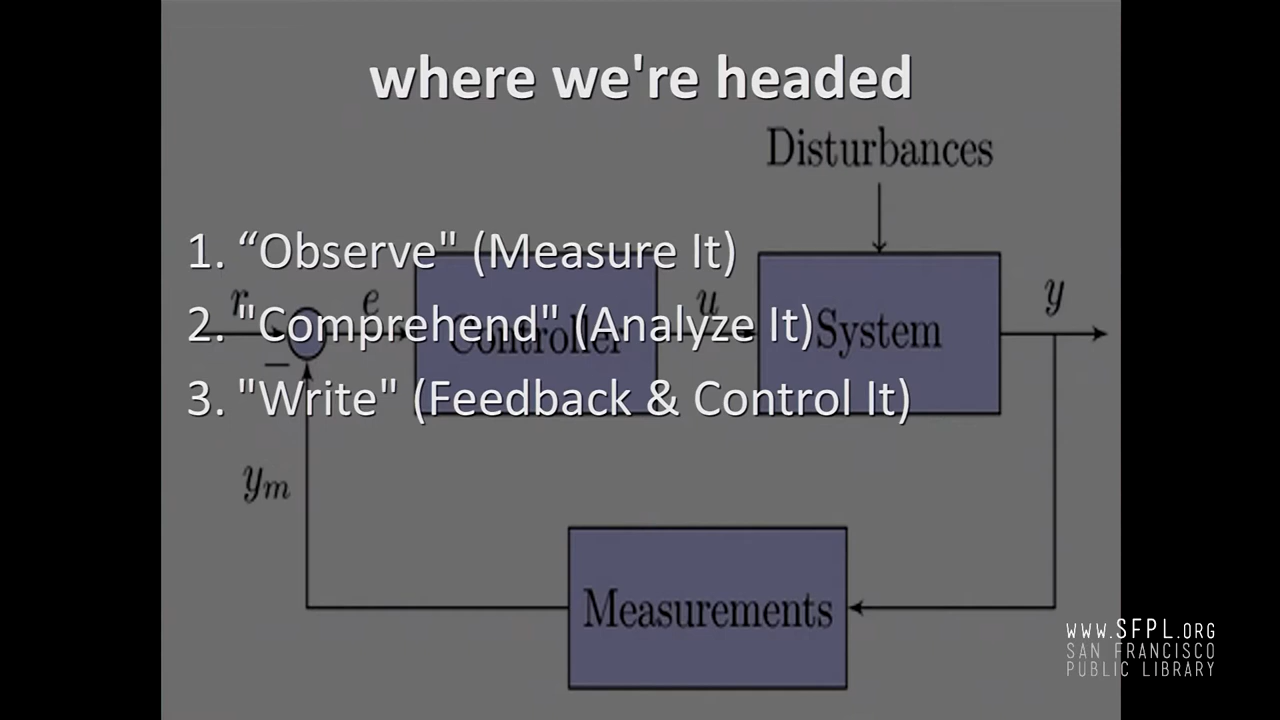 where we're headed
Disturbances
1. “Observe" (Measure It)
r
e
u
y
2. "Comprehend" (Analyze It)
Controller
System
−
3. "Write" (Feedback & Control It)
ym
Measurements
www.SFPL.org
SAN FRANCISCO
PUBLIC LIBRARY